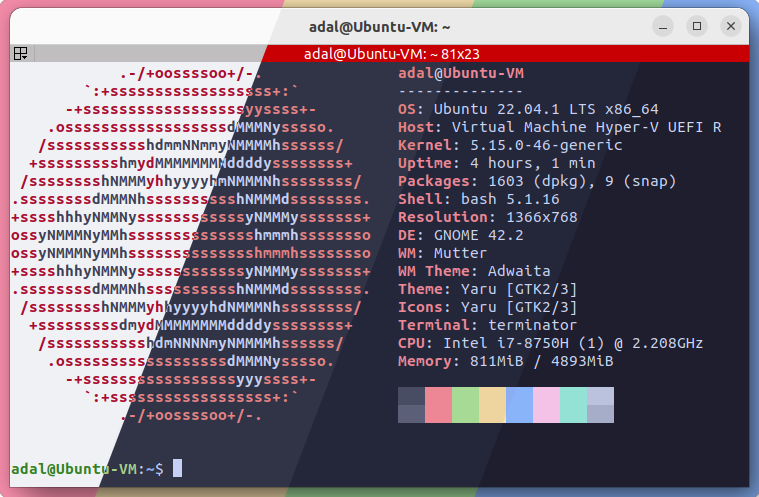 adal@Ubuntu-VM: ~
adal@Ubuntu-VM: ~ 81x23
.-/+oossssoo+/-.
`:+ssssssssssssssssss+:`
-+ssssssssssssssssssyyssss+-
.ossssssssssssssssssdMMMNysssso.
/ssssssssssshdmmNNmmyNMMMMhssssss/
+ssssssssshmydMMMMMMMNddddyssssssss+
/sssssssshNMMMyhhyyyyhmNMMMNhssssssss/
.ssssssssdMMMNhsssssssssshNMMMdssssssss.
+sssshhhyNMMNyssssssssssssyNMMMysssssss+
ossyNMMMNyMMhsssssssssssssshmmmhssssssso
ossyNMMMNyMMhsssssssssssssshmmmhssssssso
+sssshhhyNMMNyssssssssssssyNMMMysssssss+
.ssssssssdMMMNhsssssssssshNMMMdssssssss.
/sssssssshNMMMyhhyyyyhdNMMMNhssssssss/
+sssssssssdmydMMMMMMMMddddyssssssss+
/ssssssssssshdmNNNNmyNMMMMhssssss/
.ossssssssssssssssssdMMMNysssso.
-+sssssssssssssssssyyyssss+-
`:+ssssssssssssssssss+:`
.-/+oossssoo+/-.
adal@Ubuntu-VM
--------------
OS: Ubuntu 22.04.1 LTS x86_64
Host: Virtual Machine Hyper-V UEFI R
Kernel: 5.15.0-46-generic
Uptime: 4 hours, 1 min
Packages: 1603 (dpkg), 9 (snap)
Shell: bash 5.1.16
Resolution: 1366x768
DE: GNOME 42.2
WM: Mutter
WM Theme: Adwaita
Theme: Yaru [GTK2/3]
Icons: Yaru [GTK2/3]
Terminal: terminator
CPU: Intel i7-8750H (1) @ 2.208GHz
Memory: 811MiB / 4893MiB
adal@Ubuntu-VM:~$